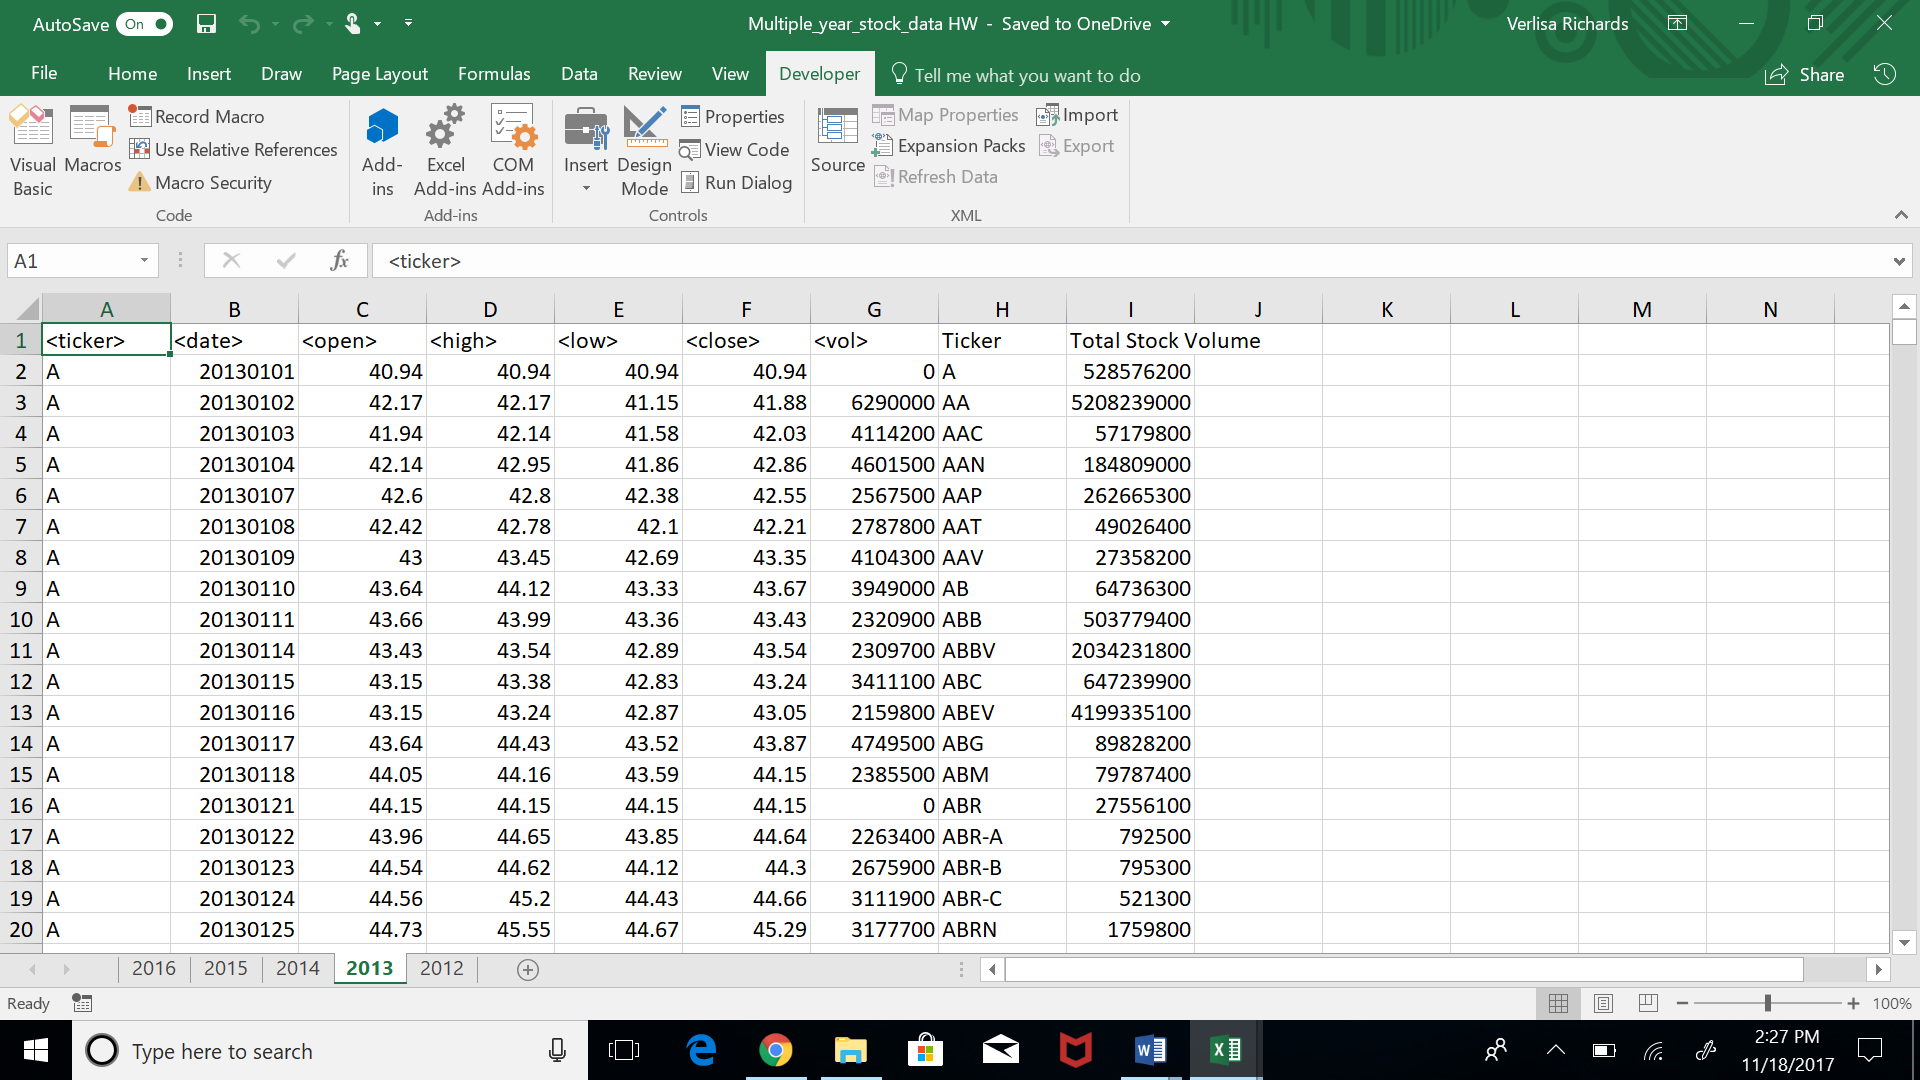 AutoSave On Multiple_year_stock_data HW - Saved to OneDrive Verlisa Richards
File Home Insert Draw Page Layout Formulas Data Review View Developer Tell me what you want to do Share
Visual Basic
Macros
Record Macro
Use Relative References
Macro Security
Code
Add-ins
Excel Add-ins
COM Add-ins
Add-ins
Insert
Design Mode
Properties
View Code
Run Dialog
Controls
Source
Map Properties
Expansion Packs
Refresh Data
Import
Export
XML
A1 fx <ticker>
A B C D E F G H I J K L M N
1 <ticker> <date> <open> <high> <low> <close> <vol> Ticker Total Stock Volume
2 A 20130101 40.94 40.94 40.94 40.94 0 A 528576200
3 A 20130102 42.17 42.17 41.15 41.88 6290000 AA 5208239000
4 A 20130103 41.94 42.14 41.58 42.03 4114200 AAC 57179800
5 A 20130104 42.14 42.95 41.86 42.86 4601500 AAN 184809000
6 A 20130107 42.6 42.8 42.38 42.55 2567500 AAP 262665300
7 A 20130108 42.42 42.78 42.1 42.21 2787800 AAT 49026400
8 A 20130109 43 43.45 42.69 43.35 4104300 AAV 27358200
9 A 20130110 43.64 44.12 43.33 43.67 3949000 AB 64736300
10 A 20130111 43.66 43.99 43.36 43.43 2320900 ABB 503779400
11 A 20130114 43.43 43.54 42.89 43.54 2309700 ABBV 2034231800
12 A 20130115 43.15 43.38 42.83 43.24 3411100 ABC 647239900
13 A 20130116 43.15 43.24 42.87 43.05 2159800 ABEV 4199335100
14 A 20130117 43.64 44.43 43.52 43.87 4749500 ABG 89828200
15 A 20130118 44.05 44.16 43.59 44.15 2385500 ABM 79787400
16 A 20130121 44.15 44.15 44.15 44.15 0 ABR 27556100
17 A 20130122 43.96 44.65 43.85 44.64 2263400 ABR-A 792500
18 A 20130123 44.54 44.62 44.12 44.3 2675900 ABR-B 795300
19 A 20130124 44.56 45.2 44.43 44.66 3111900 ABR-C 521300
20 A 20130125 44.73 45.55 44.67 45.29 3177700 ABRN 1759800
2016 2015 2014 2013 2012
Ready 100%
Type here to search
2:27 PM
11/18/2017